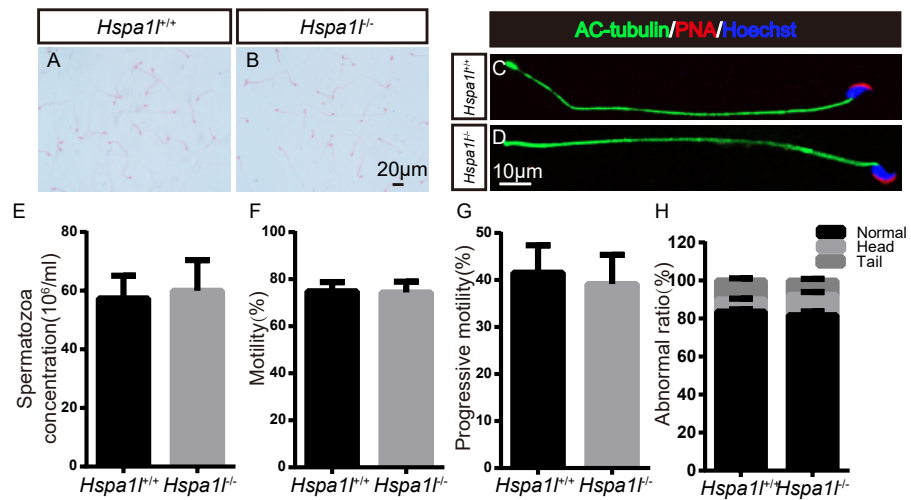 Hspa1l+/+
Hspa1l-/-
AC-tubulin/PNA/Hoechst
A
B
20μm
Hspa1l+/+
C
Hspa1l-/-
D
10μm
E
Spermatozoa
concentration(10⁶/ml)
80
60
40
20
0
Hspa1l+/+ Hspa1l-/-
F
Motility(%)
100
80
60
40
20
0
Hspa1l+/+ Hspa1l-/-
G
Progressive motility(%)
50
40
30
20
10
0
Hspa1l+/+ Hspa1l-/-
H
Normal
Head
Tail
Abnormal ratio(%)
120
100
80
60
40
20
0
Hspa1l+/+ Hspa1l-/-